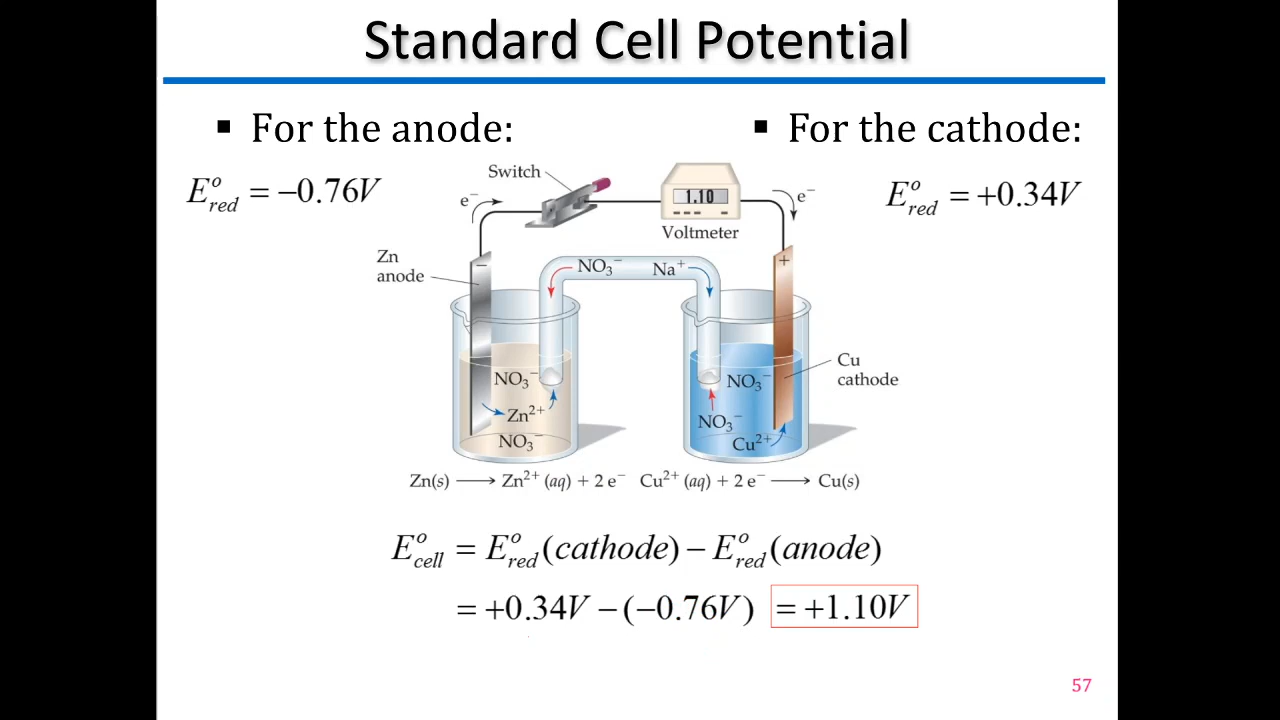 Standard Cell Potential
▪ For the anode:
▪ For the cathode:
E°red = −0.76V
E°red = +0.34V
Switch
e⁻
1.10
e⁻
Voltmeter
Zn
anode
−
NO₃⁻
Na⁺
+
Cu
cathode
NO₃⁻
Zn²⁺
NO₃⁻
NO₃⁻
NO₃⁻
Cu²⁺
Zn(s) ⟶ Zn²⁺ (aq) + 2 e⁻
Cu²⁺ (aq) + 2 e⁻ ⟶ Cu(s)
E°cell = E°red (cathode) − E°red (anode)
= +0.34V − (−0.76V) = +1.10V
57